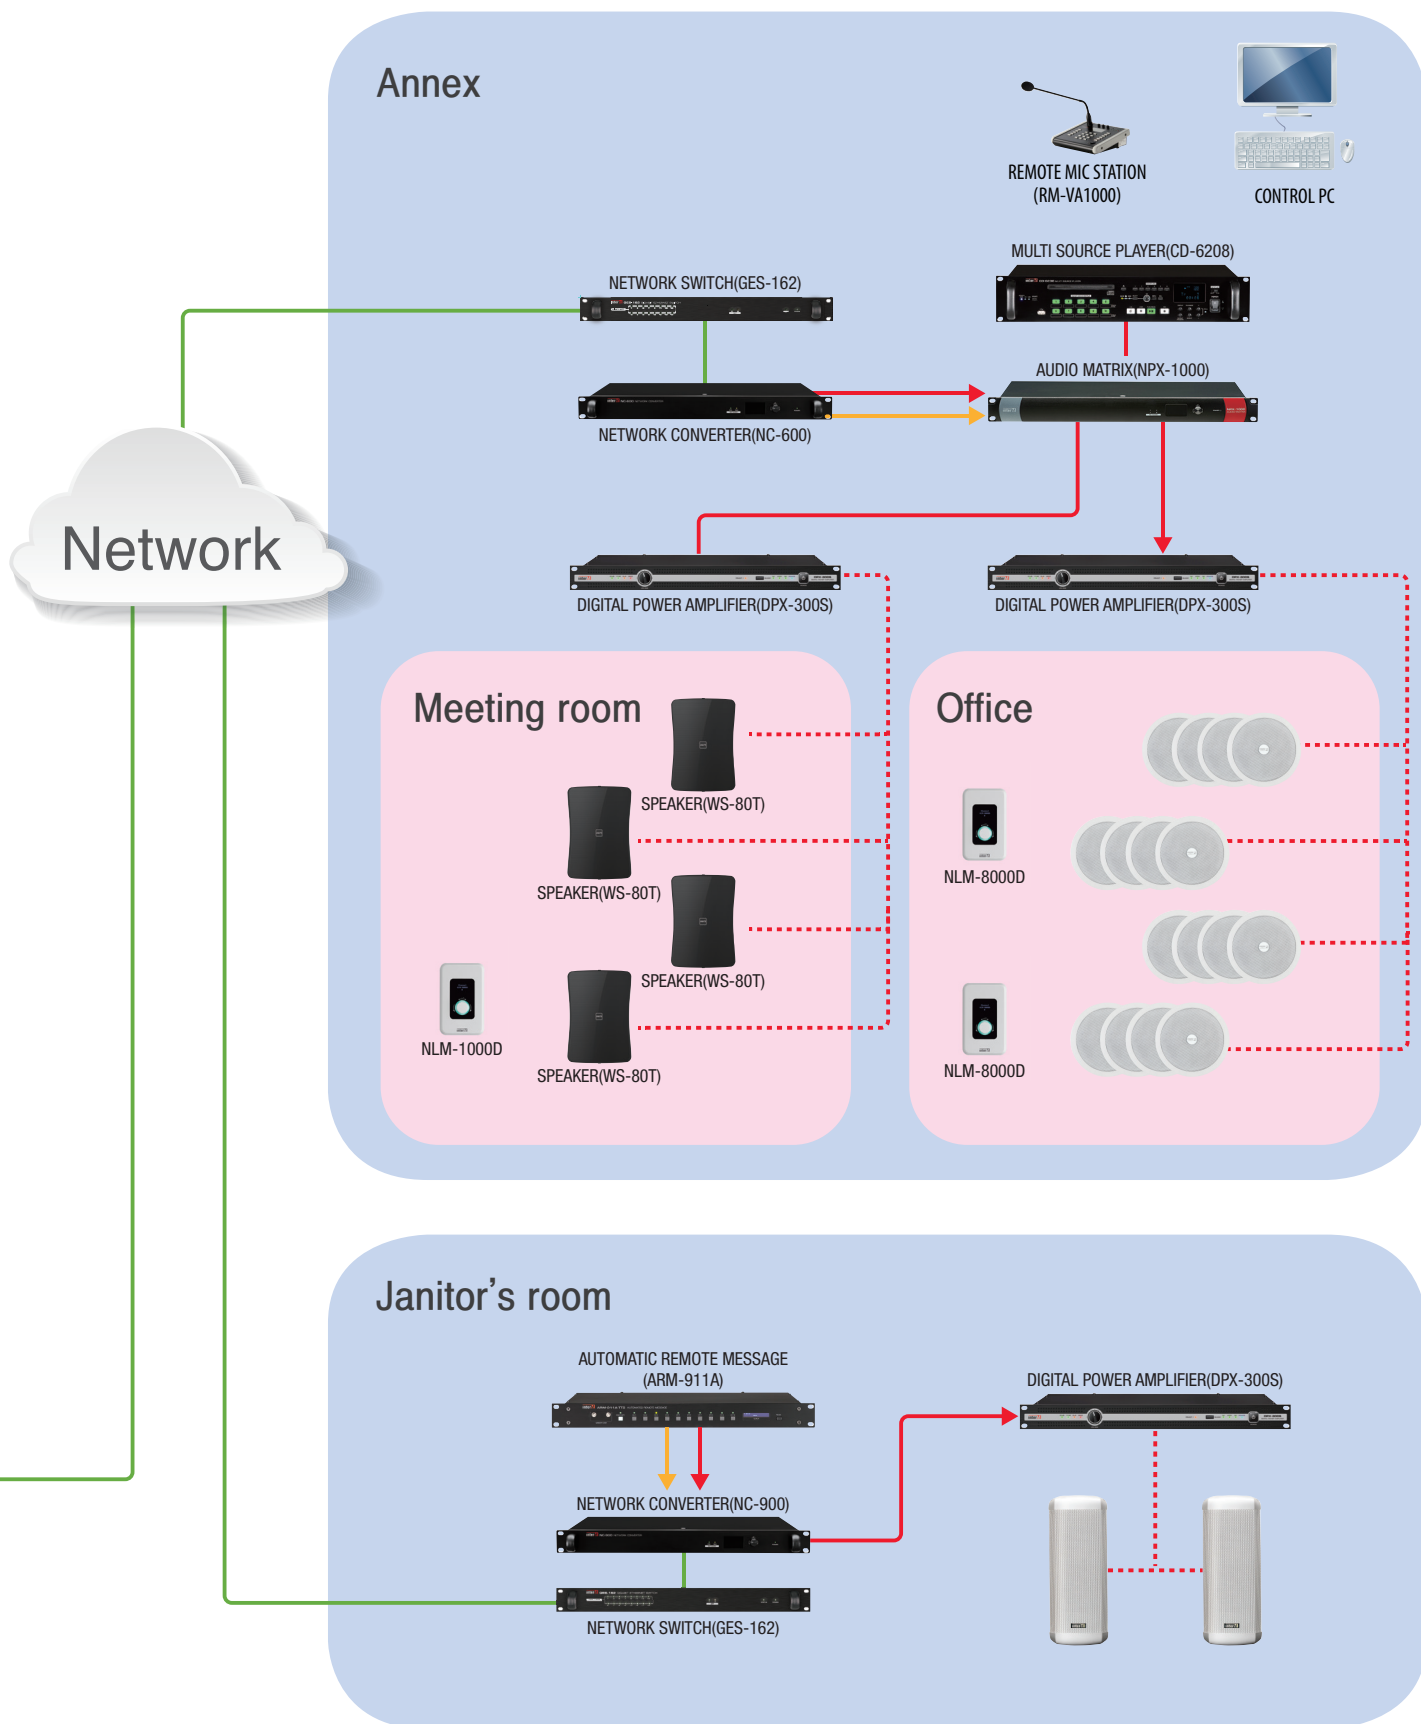 Annex
REMOTE MIC STATION
(RM-VA1000)
CONTROL PC
MULTI SOURCE PLAYER(CD-6208)
NETWORK SWITCH(GES-162)
AUDIO MATRIX(NPX-1000)
NETWORK CONVERTER(NC-600)
Network
DIGITAL POWER AMPLIFIER(DPX-300S)
DIGITAL POWER AMPLIFIER(DPX-300S)
Meeting room
SPEAKER(WS-80T)
SPEAKER(WS-80T)
SPEAKER(WS-80T)
NLM-1000D
SPEAKER(WS-80T)
Office
NLM-8000D
NLM-8000D
Janitor's room
AUTOMATIC REMOTE MESSAGE
(ARM-911A)
DIGITAL POWER AMPLIFIER(DPX-300S)
NETWORK CONVERTER(NC-900)
NETWORK SWITCH(GES-162)